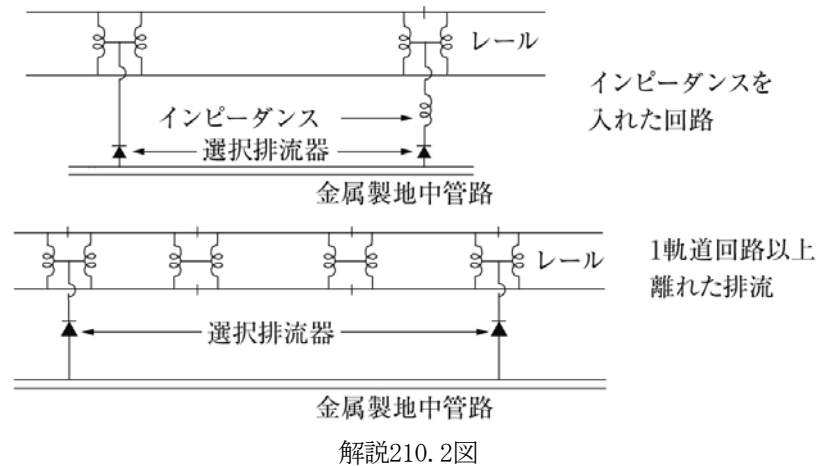 レール
インピーダンスを
入れた回路
インピーダンス
選択排流器
金属製地中管路
レール
1軌道回路以上
離れた排流
選択排流器
金属製地中管路
解説210.2図